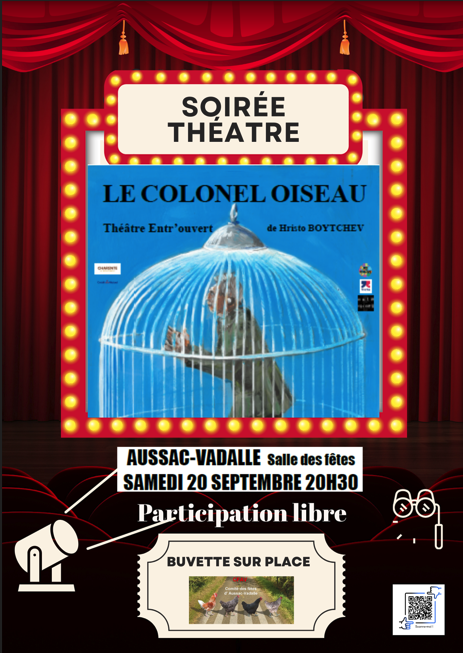 SOIRÉE
THÉATRE
LE COLONEL OISEAU
Théâtre Entr'ouvert
de Hristo BOYTCHEV
AUSSAC-VADALLE Salle des fêtes
SAMEDI 20 SEPTEMBRE 20H30
Participation libre
BUVETTE SUR PLACE